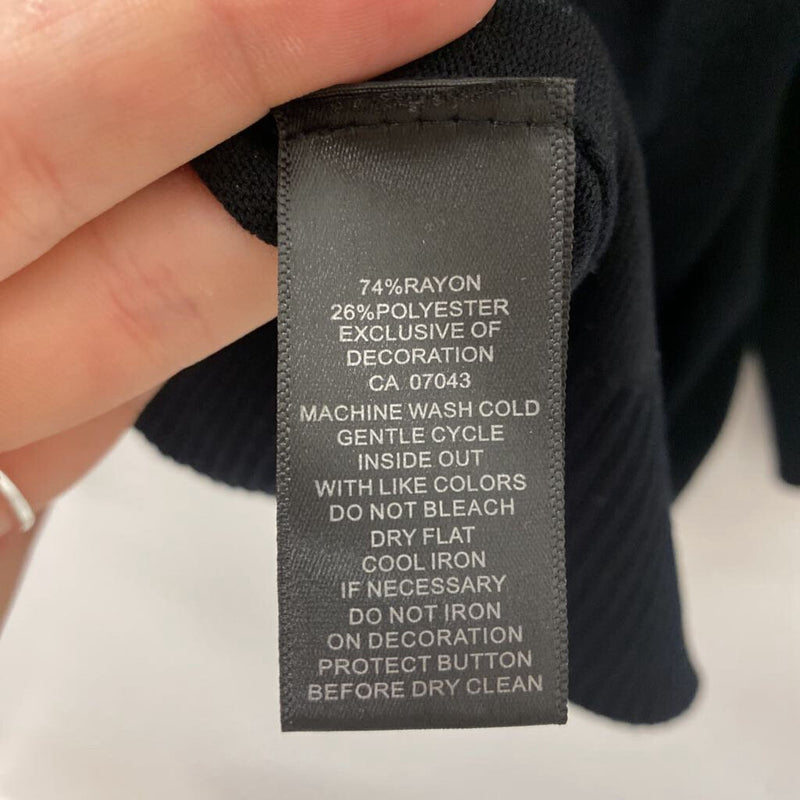 74%RAYON
26%POLYESTER
EXCLUSIVE OF
DECORATION
CA 07043
MACHINE WASH COLD
GENTLE CYCLE
INSIDE OUT
WITH LIKE COLORS
DO NOT BLEACH
DRY FLAT
COOL IRON
IF NECESSARY
DO NOT IRON
ON DECORATION
PROTECT BUTTON
BEFORE DRY CLEAN